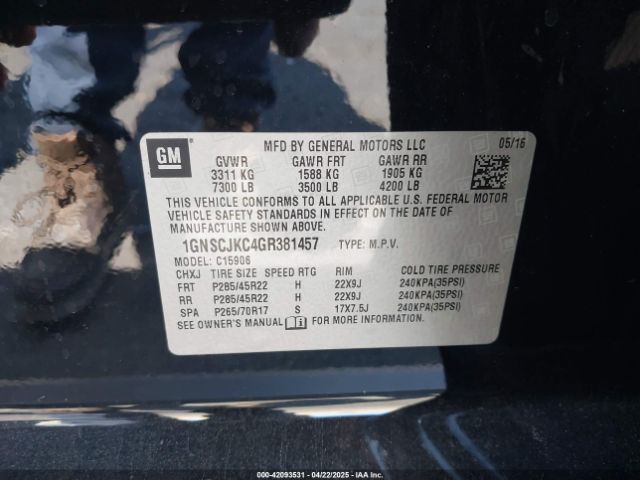 GM
MFD BY GENERAL MOTORS LLC 05/16
GVWR GAWR FRT GAWR RR
3311 KG 1588 KG 1905 KG
7300 LB 3500 LB 4200 LB
THIS VEHICLE CONFORMS TO ALL APPLICABLE U.S. FEDERAL MOTOR
VEHICLE SAFETY STANDARDS IN EFFECT ON THE DATE OF
MANUFACTURE SHOWN ABOVE.
1GNSCJKC4GR381457 TYPE: M.P.V.
MODEL: C15906
CHXJ TIRE SIZE SPEED RTG RIM COLD TIRE PRESSURE
FRT P285/45R22 H 22X9J 240KPA(35PSI)
RR P285/45R22 H 22X9J 240KPA(35PSI)
SPA P265/70R17 S 17X7.5J 240KPA(35PSI)
SEE OWNER'S MANUAL FOR MORE INFORMATION.
000-42093531 - 04/22/2025 - IAAI.COM